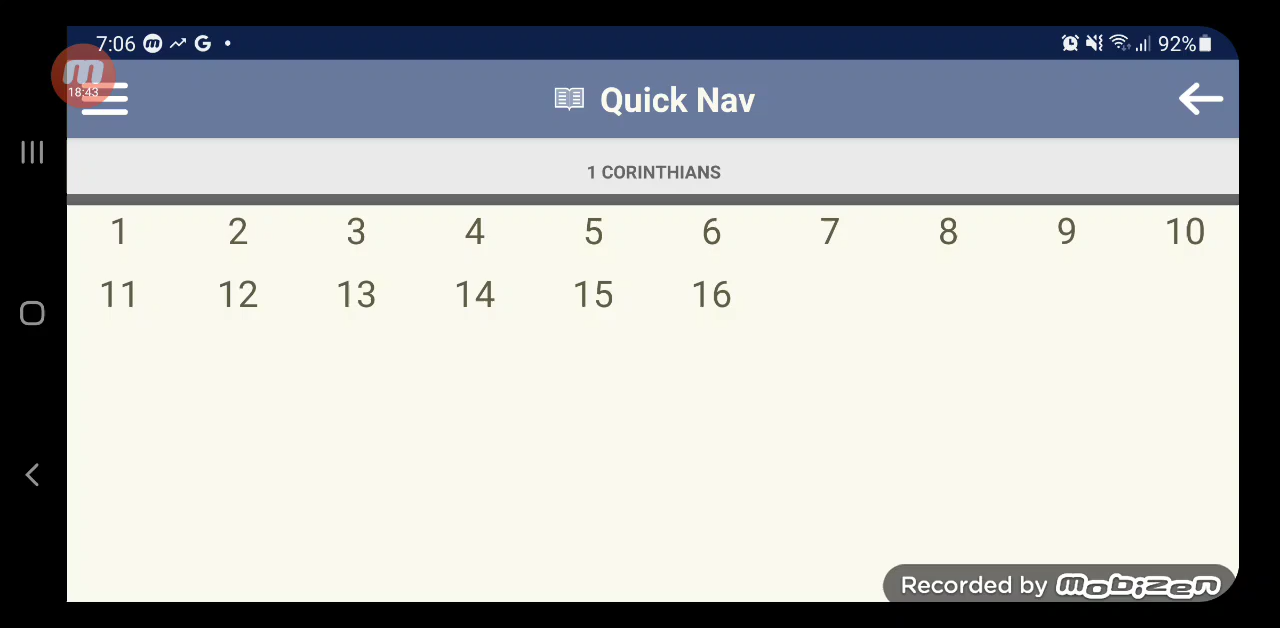 7:06 m G 92%
m
18:43
Quick Nav
1 CORINTHIANS
1 2 3 4 5 6 7 8 9 10
11 12 13 14 15 16
Recorded by mobizen